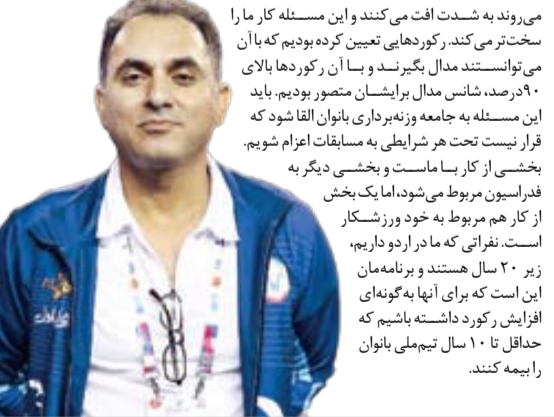 می‌روند به شدت افت می‌کنند و این مسئله کار ما را
سخت‌تر می‌کند. رکوردهایی تعیین کرده بودیم که با آن
می‌توانستند مدال بگیرند و با آن رکوردها بالای
۹۰درصد، شانس مدال برایشان متصور بودیم. باید
این مسئله به جامعه وزنه‌برداری بانوان القا شود که
قرار نیست تحت هر شرایطی به مسابقات اعزام شویم.
بخشی از کار با ماست و بخشی دیگر به
فدراسیون مربوط می‌شود، اما یک بخش
از کار هم مربوط به خود ورزشکار
است. نفراتی که ما در اردو داریم،
زیر ۲۰ سال هستند و برنامه‌مان
این است که برای آنها به گونه‌ای
افزایش رکورد داشته باشیم که
حداقل تا ۱۰ سال تیم‌ملی بانوان
را بیمه کنند.